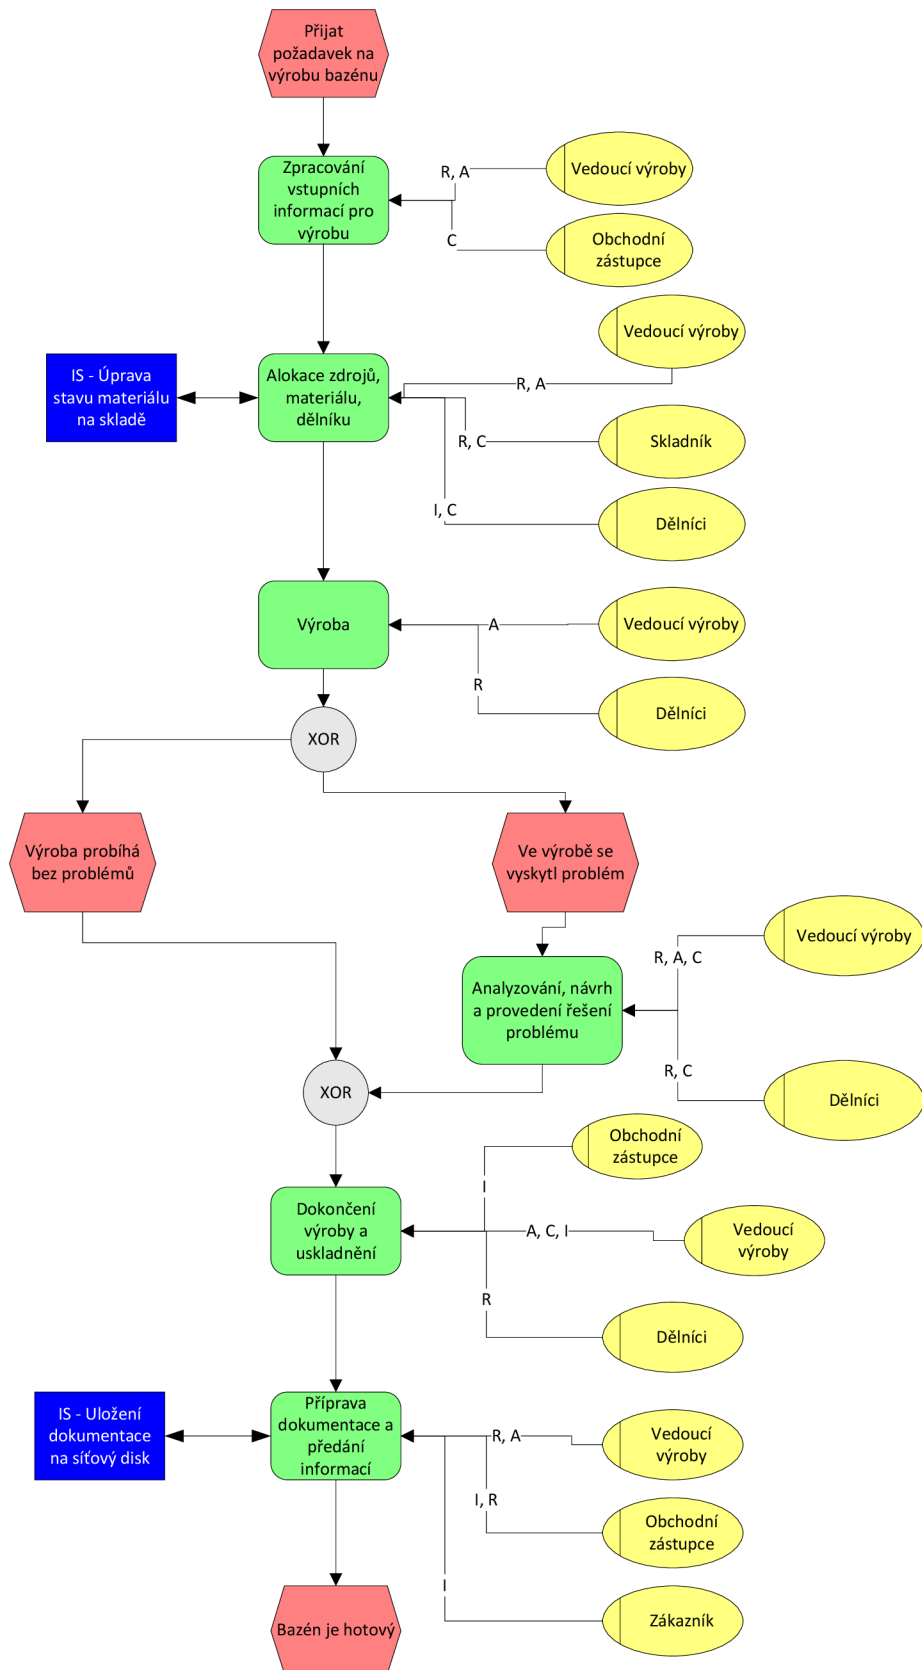 Přijat
požadavek na
výrobu bazénu
Zpracování
vstupních
informací pro
výrobu
R, A
Vedoucí výroby
C
Obchodní
zástupce
Vedoucí výroby
IS - Úprava
stavu materiálu
na skladě
Alokace zdrojů,
materiálu,
dělníku
R, A
R, C
Skladník
I, C
Dělníci
Výroba
A
Vedoucí výroby
R
Dělníci
XOR
Výroba probíhá
bez problémů
Ve výrobě se
vyskytl problém
R, A, C
Vedoucí výroby
Analyzování, návrh
a provedení řešení
problému
R, C
Dělníci
XOR
Obchodní
zástupce
I
Dokončení
výroby a
uskladnění
A, C, I
Vedoucí
výroby
R
Dělníci
IS - Uložení
dokumentace
na síťový disk
Příprava
dokumentace a
předání
informací
R, A
Vedoucí
výroby
I, R
Obchodní
zástupce
I
Zákazník
Bazén je hotový